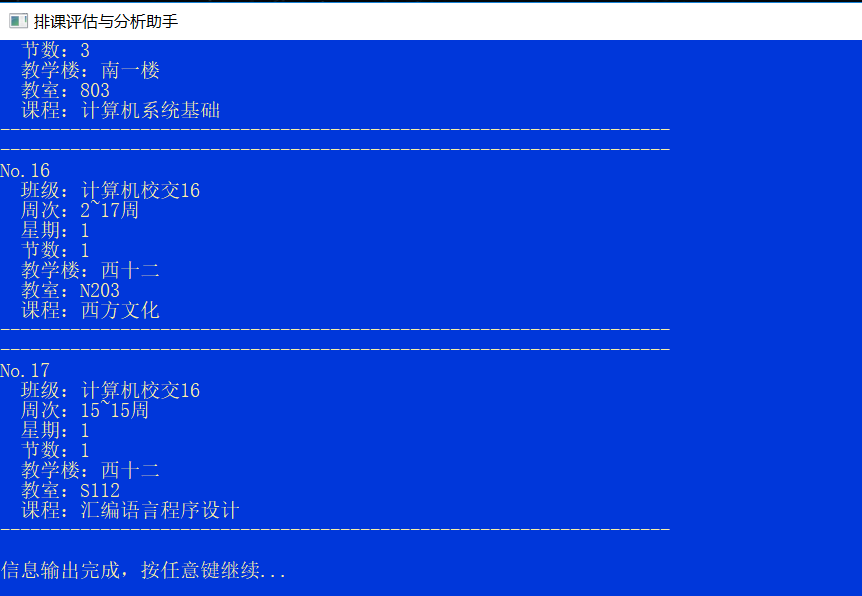 排课评估与分析助手
节数：3
教学楼：南一楼
教室：803
课程：计算机系统基础
-------------------------------------------------------------------
-------------------------------------------------------------------
No.16
班级：计算机校交16
周次：2~17周
星期：1
节数：1
教学楼：西十二
教室：N203
课程：西方文化
-------------------------------------------------------------------
-------------------------------------------------------------------
No.17
班级：计算机校交16
周次：15~15周
星期：1
节数：1
教学楼：西十二
教室：S112
课程：汇编语言程序设计
-------------------------------------------------------------------
信息输出完成，按任意键继续...